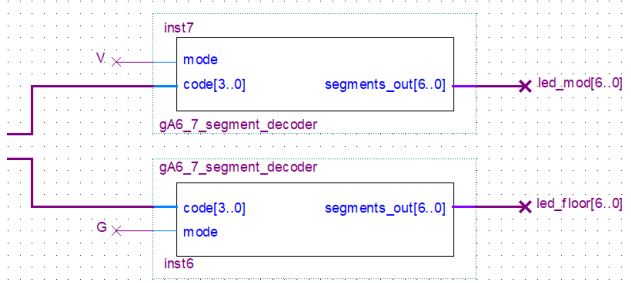 inst7
V mode
code[3..0] segments_out[6..0] led_mod[6..0]
gA6_7_segment_decoder
gA6_7_segment_decoder
code[3..0] segments_out[6..0] led_floor[6..0]
G mode
inst6